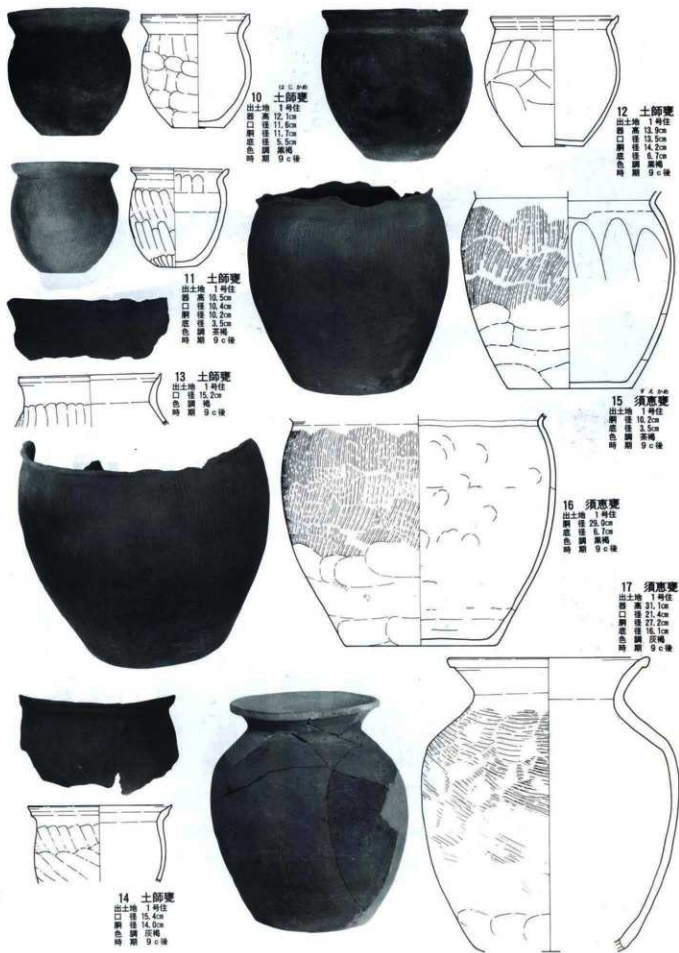 はじかめ
10 土師甕
出土地 1号住
器 高 12.1cm
口 径 11.6cm
胴 径 11.7cm
底 径 5.5cm
色 調 黒褐
時 期 9c後
12 土師甕
出土地 1号住
器 高 13.9cm
口 径 13.5cm
胴 径 14.2cm
底 径 6.7cm
色 調 黒褐
時 期 9c後
11 土師甕
出土地 1号住
器 高 10.5cm
口 径 10.4cm
胴 径 10.2cm
底 径 3.5cm
色 調 茶褐
時 期 9c後
13 土師甕
出土地 1号住
口 径 15.2cm
色 調 褐
時 期 9c後
すえかめ
15 須恵甕
出土地 1号住
胴 径 10.2cm
底 径 3.5cm
色 調 茶褐
時 期 9c後
16 須恵甕
出土地 1号住
胴 径 29.0cm
底 径 6.7cm
色 調 黒褐
時 期 9c後
17 須恵甕
出土地 1号住
器 高 31.1cm
口 径 21.4cm
胴 径 27.2cm
底 径 16.1cm
色 調 灰褐
時 期 9c後
14 土師甕
出土地 1号住
口 径 15.4cm
胴 径 14.0cm
色 調 灰褐
時 期 9c後